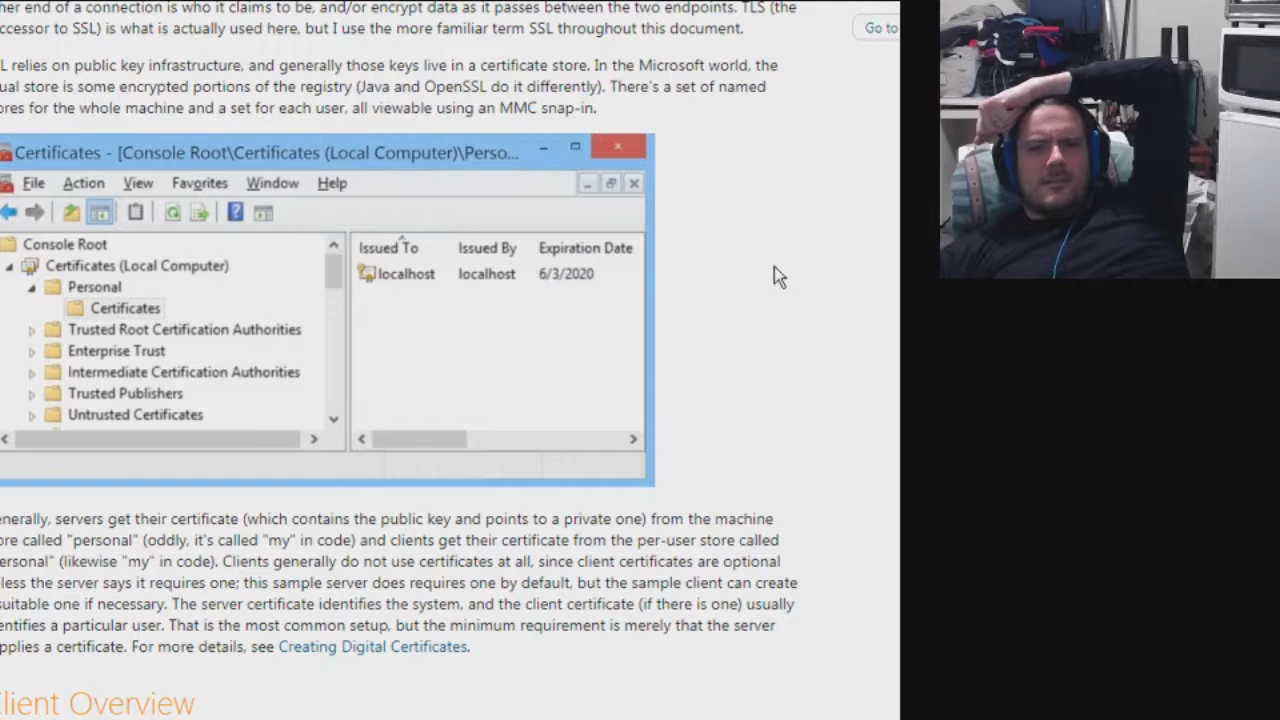 her end of a connection is who it claims to be, and/or encrypt data as it passes between the two endpoints. TLS (the
ccessor to SSL) is what is actually used here, but I use the more familiar term SSL throughout this document.
Go to
L relies on public key infrastructure, and generally those keys live in a certificate store. In the Microsoft world, the
ual store is some encrypted portions of the registry (Java and OpenSSL do it differently). There's a set of named
ores for the whole machine and a set for each user, all viewable using an MMC snap-in.
Certificates - [Console Root\Certificates (Local Computer)\Perso...
File Action View Favorites Window Help
Console Root
Certificates (Local Computer)
Personal
Certificates
Trusted Root Certification Authorities
Enterprise Trust
Intermediate Certification Authorities
Trusted Publishers
Untrusted Certificates
Issued To Issued By Expiration Date
localhost localhost 6/3/2020
enerally, servers get their certificate (which contains the public key and points to a private one) from the machine
ore called "personal" (oddly, it's called "my" in code) and clients get their certificate from the per-user store called
ersonal" (likewise "my" in code). Clients generally do not use certificates at all, since client certificates are optional
less the server says it requires one; this sample server does requires one by default, but the sample client can create
suitable one if necessary. The server certificate identifies the system, and the client certificate (if there is one) usually
entifies a particular user. That is the most common setup, but the minimum requirement is merely that the server
pplies a certificate. For more details, see Creating Digital Certificates.
lient Overview